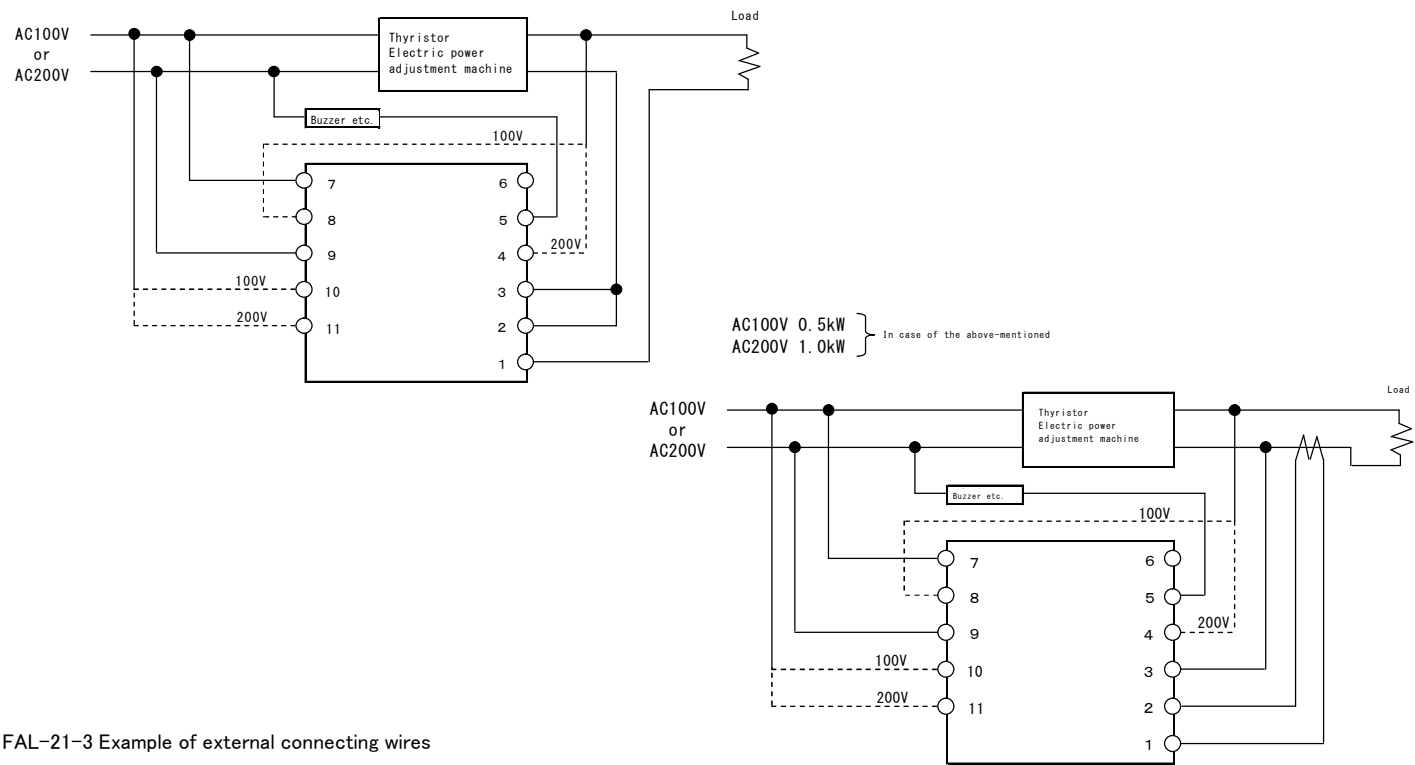 AC100V
or
AC200V
Thyristor
Electric power
adjustment machine
Load
Buzzer etc.
100V
7
6
8
5
200V
9
4
100V
10
3
200V
11
2
1
AC100V 0.5kW
AC200V 1.0kW
In case of the above-mentioned
AC100V
or
AC200V
Thyristor
Electric power
adjustment machine
Load
Buzzer etc.
100V
7
6
8
5
200V
9
4
100V
10
3
200V
11
2
1
FAL-21-3 Example of external connecting wires